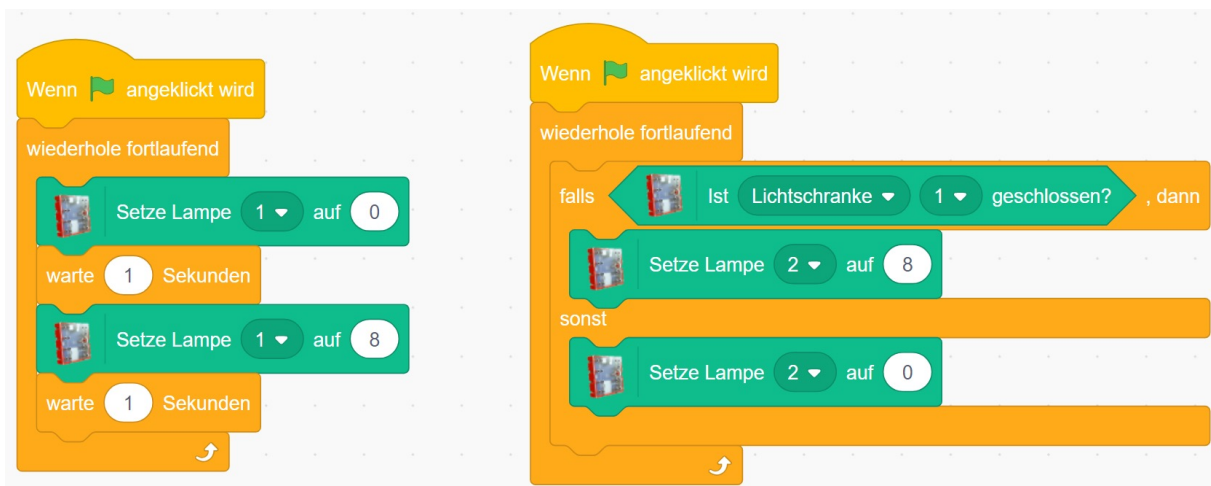 Wenn angeklickt wird
wiederhole fortlaufend
Setze Lampe 1 auf 0
warte 1 Sekunden
Setze Lampe 1 auf 8
warte 1 Sekunden
Wenn angeklickt wird
wiederhole fortlaufend
falls Ist Lichtschranke 1 geschlossen? , dann
Setze Lampe 2 auf 8
sonst
Setze Lampe 2 auf 0